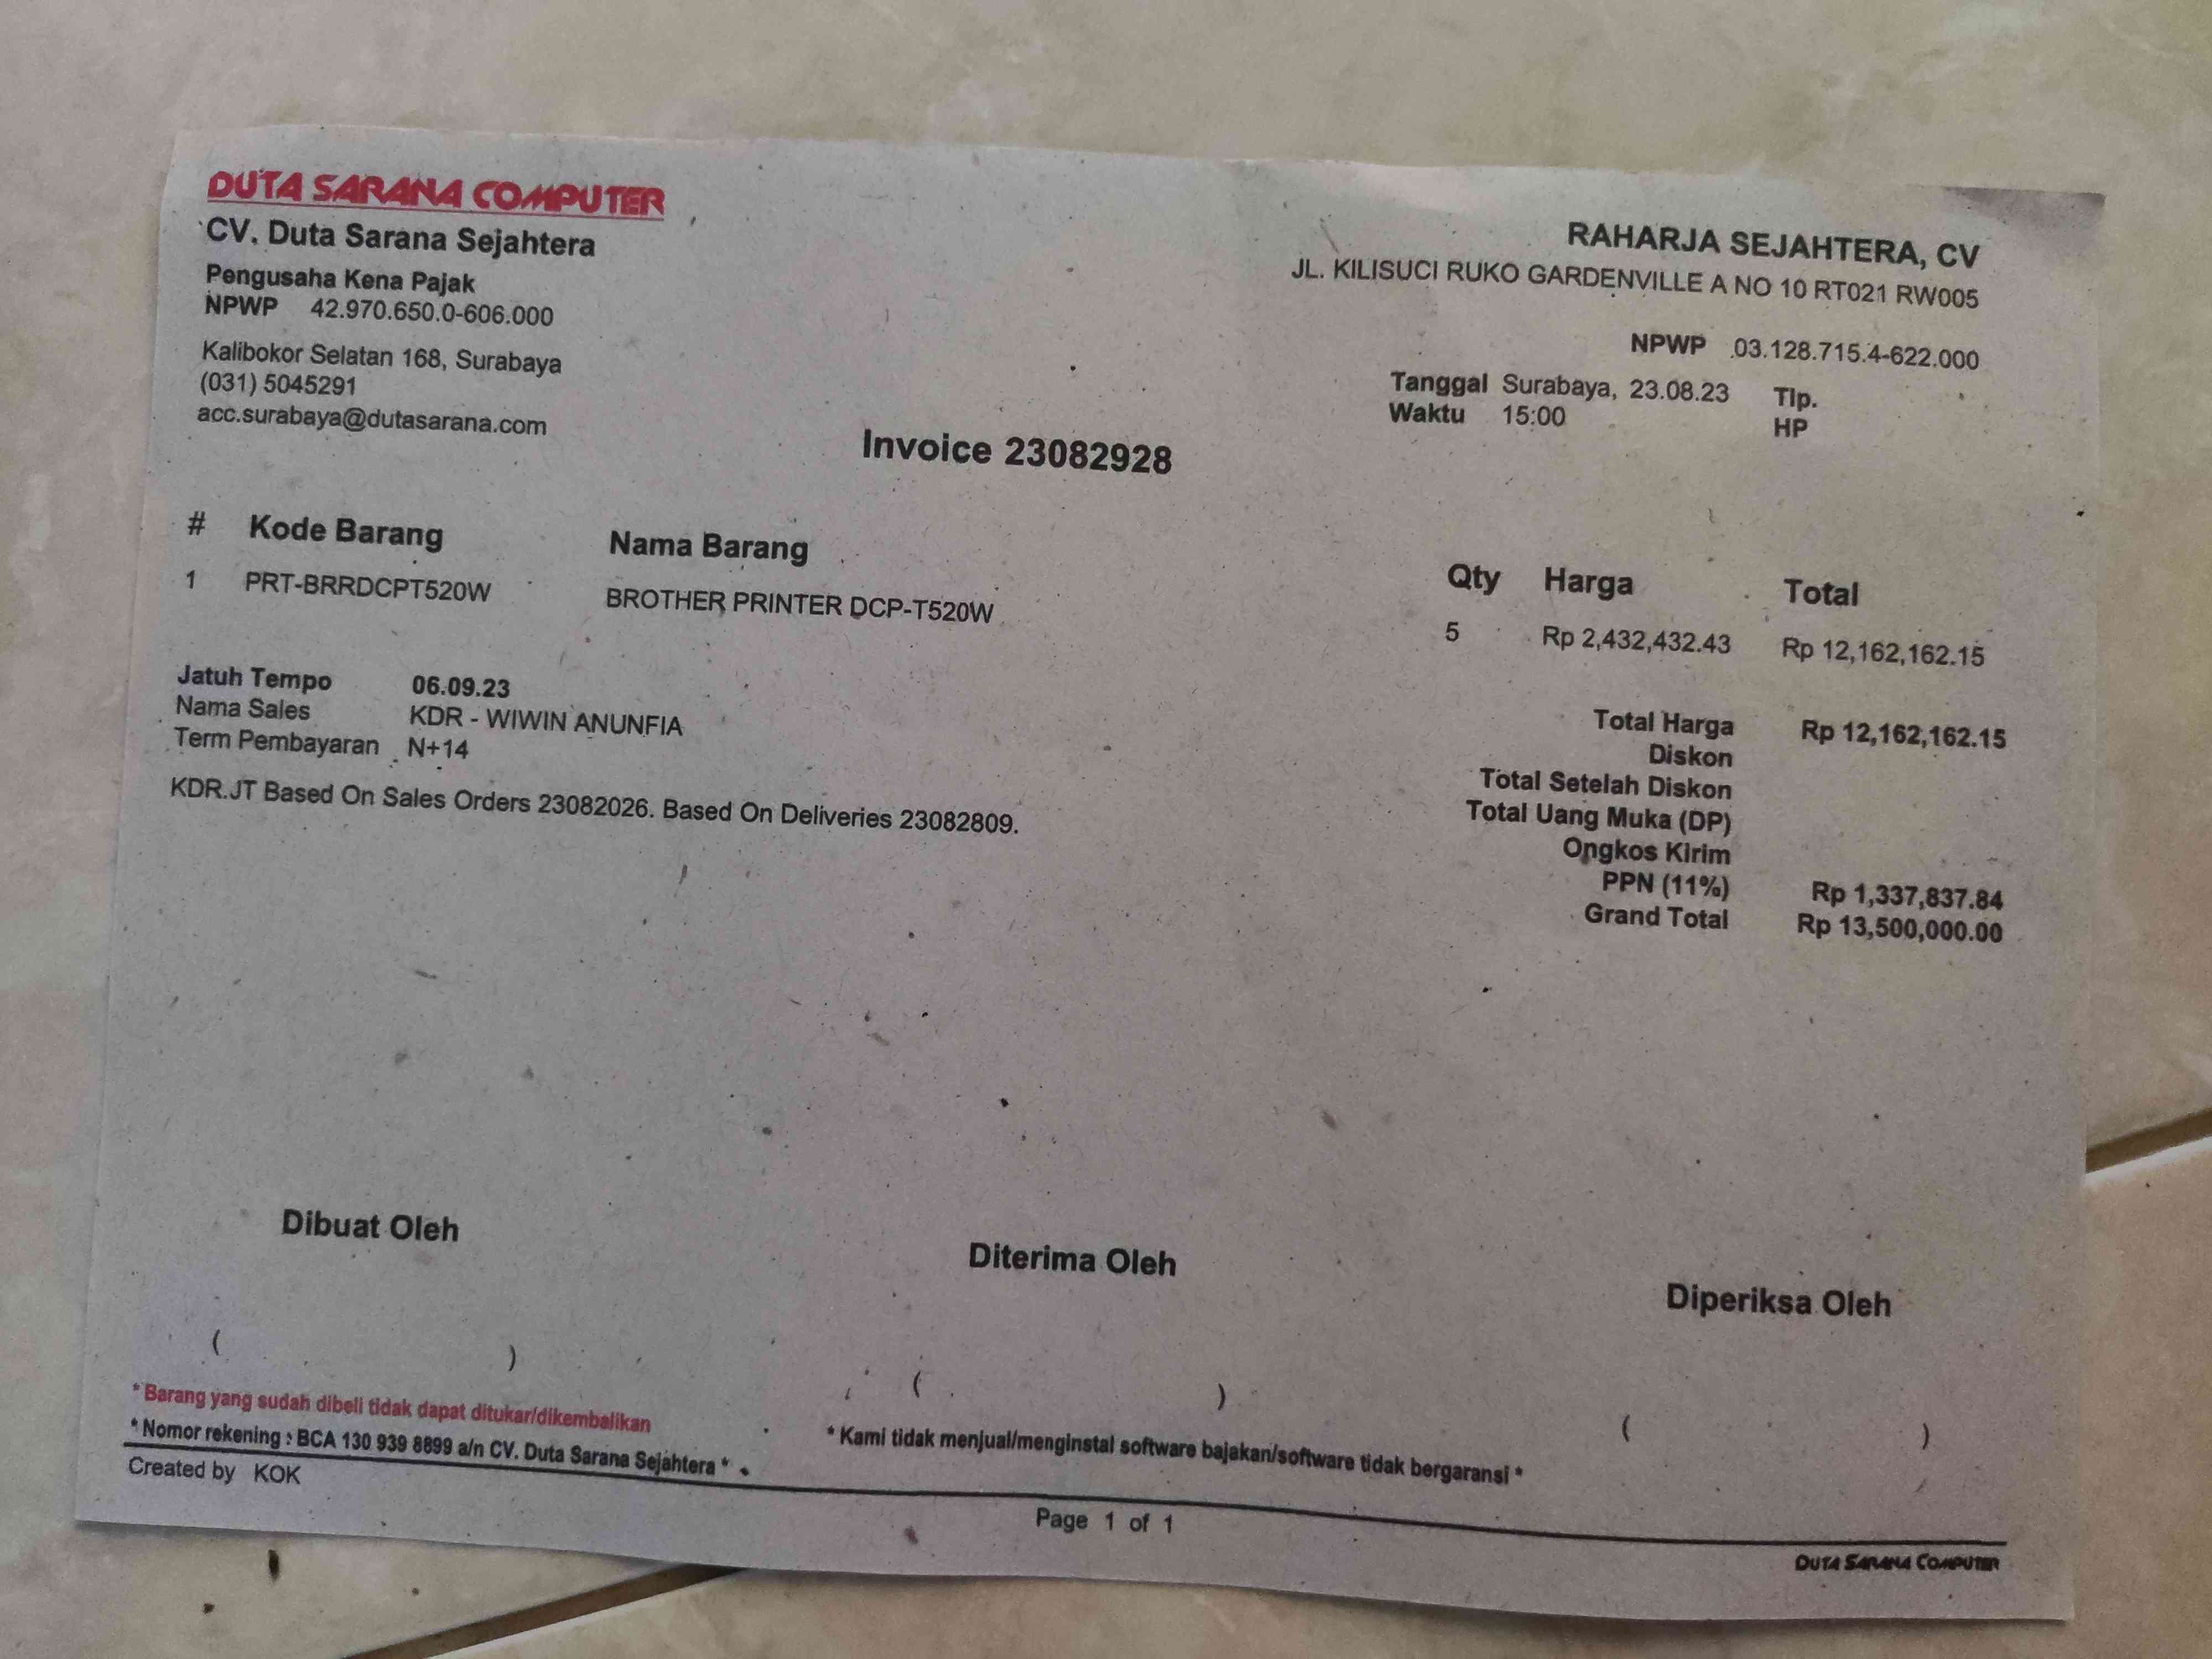 DUTA SARANA COMPUTER
CV. Duta Sarana Sejahtera
Pengusaha Kena Pajak
NPWP 42.970.650.0-606.000
Kalibokor Selatan 168, Surabaya
(031) 5045291
acc.surabaya@dutasarana.com
RAHARJA SEJAHTERA, CV
JL. KILISUCI RUKO GARDENVILLE A NO 10 RT021 RW005
NPWP 03.128.715.4-622.000
Tanggal Surabaya, 23.08.23 Tlp.
Waktu 15:00 HP
Invoice 23082928
# Kode Barang Nama Barang Qty Harga Total
1 PRT-BRRDCPT520W BROTHER PRINTER DCP-T520W 5 Rp 2,432,432.43 Rp 12,162,162.15
Jatuh Tempo 06.09.23
Nama Sales KDR - WIWIN ANUNFIA
Term Pembayaran N+14
KDR.JT Based On Sales Orders 23082026. Based On Deliveries 23082809.
Total Harga Rp 12,162,162.15
Diskon
Total Setelah Diskon
Total Uang Muka (DP)
Ongkos Kirim
PPN (11%) Rp 1,337,837.84
Grand Total Rp 13,500,000.00
Dibuat Oleh Diterima Oleh Diperiksa Oleh
( ) ( ) ( )
* Barang yang sudah dibeli tidak dapat ditukar/dikembalikan
* Nomor rekening : BCA 130 939 8899 a/n CV. Duta Sarana Sejahtera *
* Kami tidak menjual/menginstal software bajakan/software tidak bergaransi *
Created by KOK
Page 1 of 1
DUTA SARANA COMPUTER